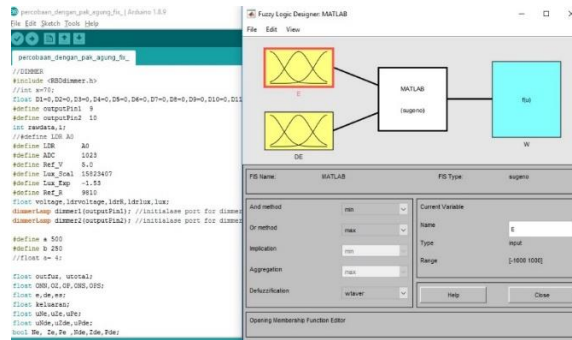 percobaan_dengan_pak_agung_fix_ | Arduino 1.8.9
File Edit Sketch Tools Help
percobaan_dengan_pak_agung_fix_
//DIMMER
#include <RBDdimmer.h>
//int x=70;
float D1=0,D2=0,D3=0,D4=0,D5=0,D6=0,D7=0,D8=0,D9=0,D10=0,D11
#define outputPin1 9
#define outputPin2 10
int rawdata,i;
//#define LDR A0
#define LDR A0
#define ADC 1023
#define Ref_V 5.0
#define Lux_Scal 15823407
#define Lux_Exp -1.53
#define Ref_R 9810
float voltage,ldrvoltage,ldrR,ldrlux,lux;
dimmerLamp dimmer1(outputPin1); //initialase port for dimmer
dimmerLamp dimmer2(outputPin2); //initialase port for dimmer
#define a 500
#define b 250
//float s= 4;
float outfuz, utotal;
float ONN,OZ,OP,ONS,OPS;
float e,de,es;
float keluaran;
float uNe,uZe,uPe;
float uNde,uZde,uPde;
bool Ne, Ze,Pe ,Nde,Zde,Pde;
Fuzzy Logic Designer: MATLAB
File Edit View
E
DE
MATLAB
(sugeno)
f(u)
W
FIS Name: MATLAB
FIS Type: sugeno
And method min
Or method max
Implication min
Aggregation max
Defuzzification wtaver
Current Variable
Name E
Type input
Range [-1000 1000]
Help Close
Opening Membership Function Editor